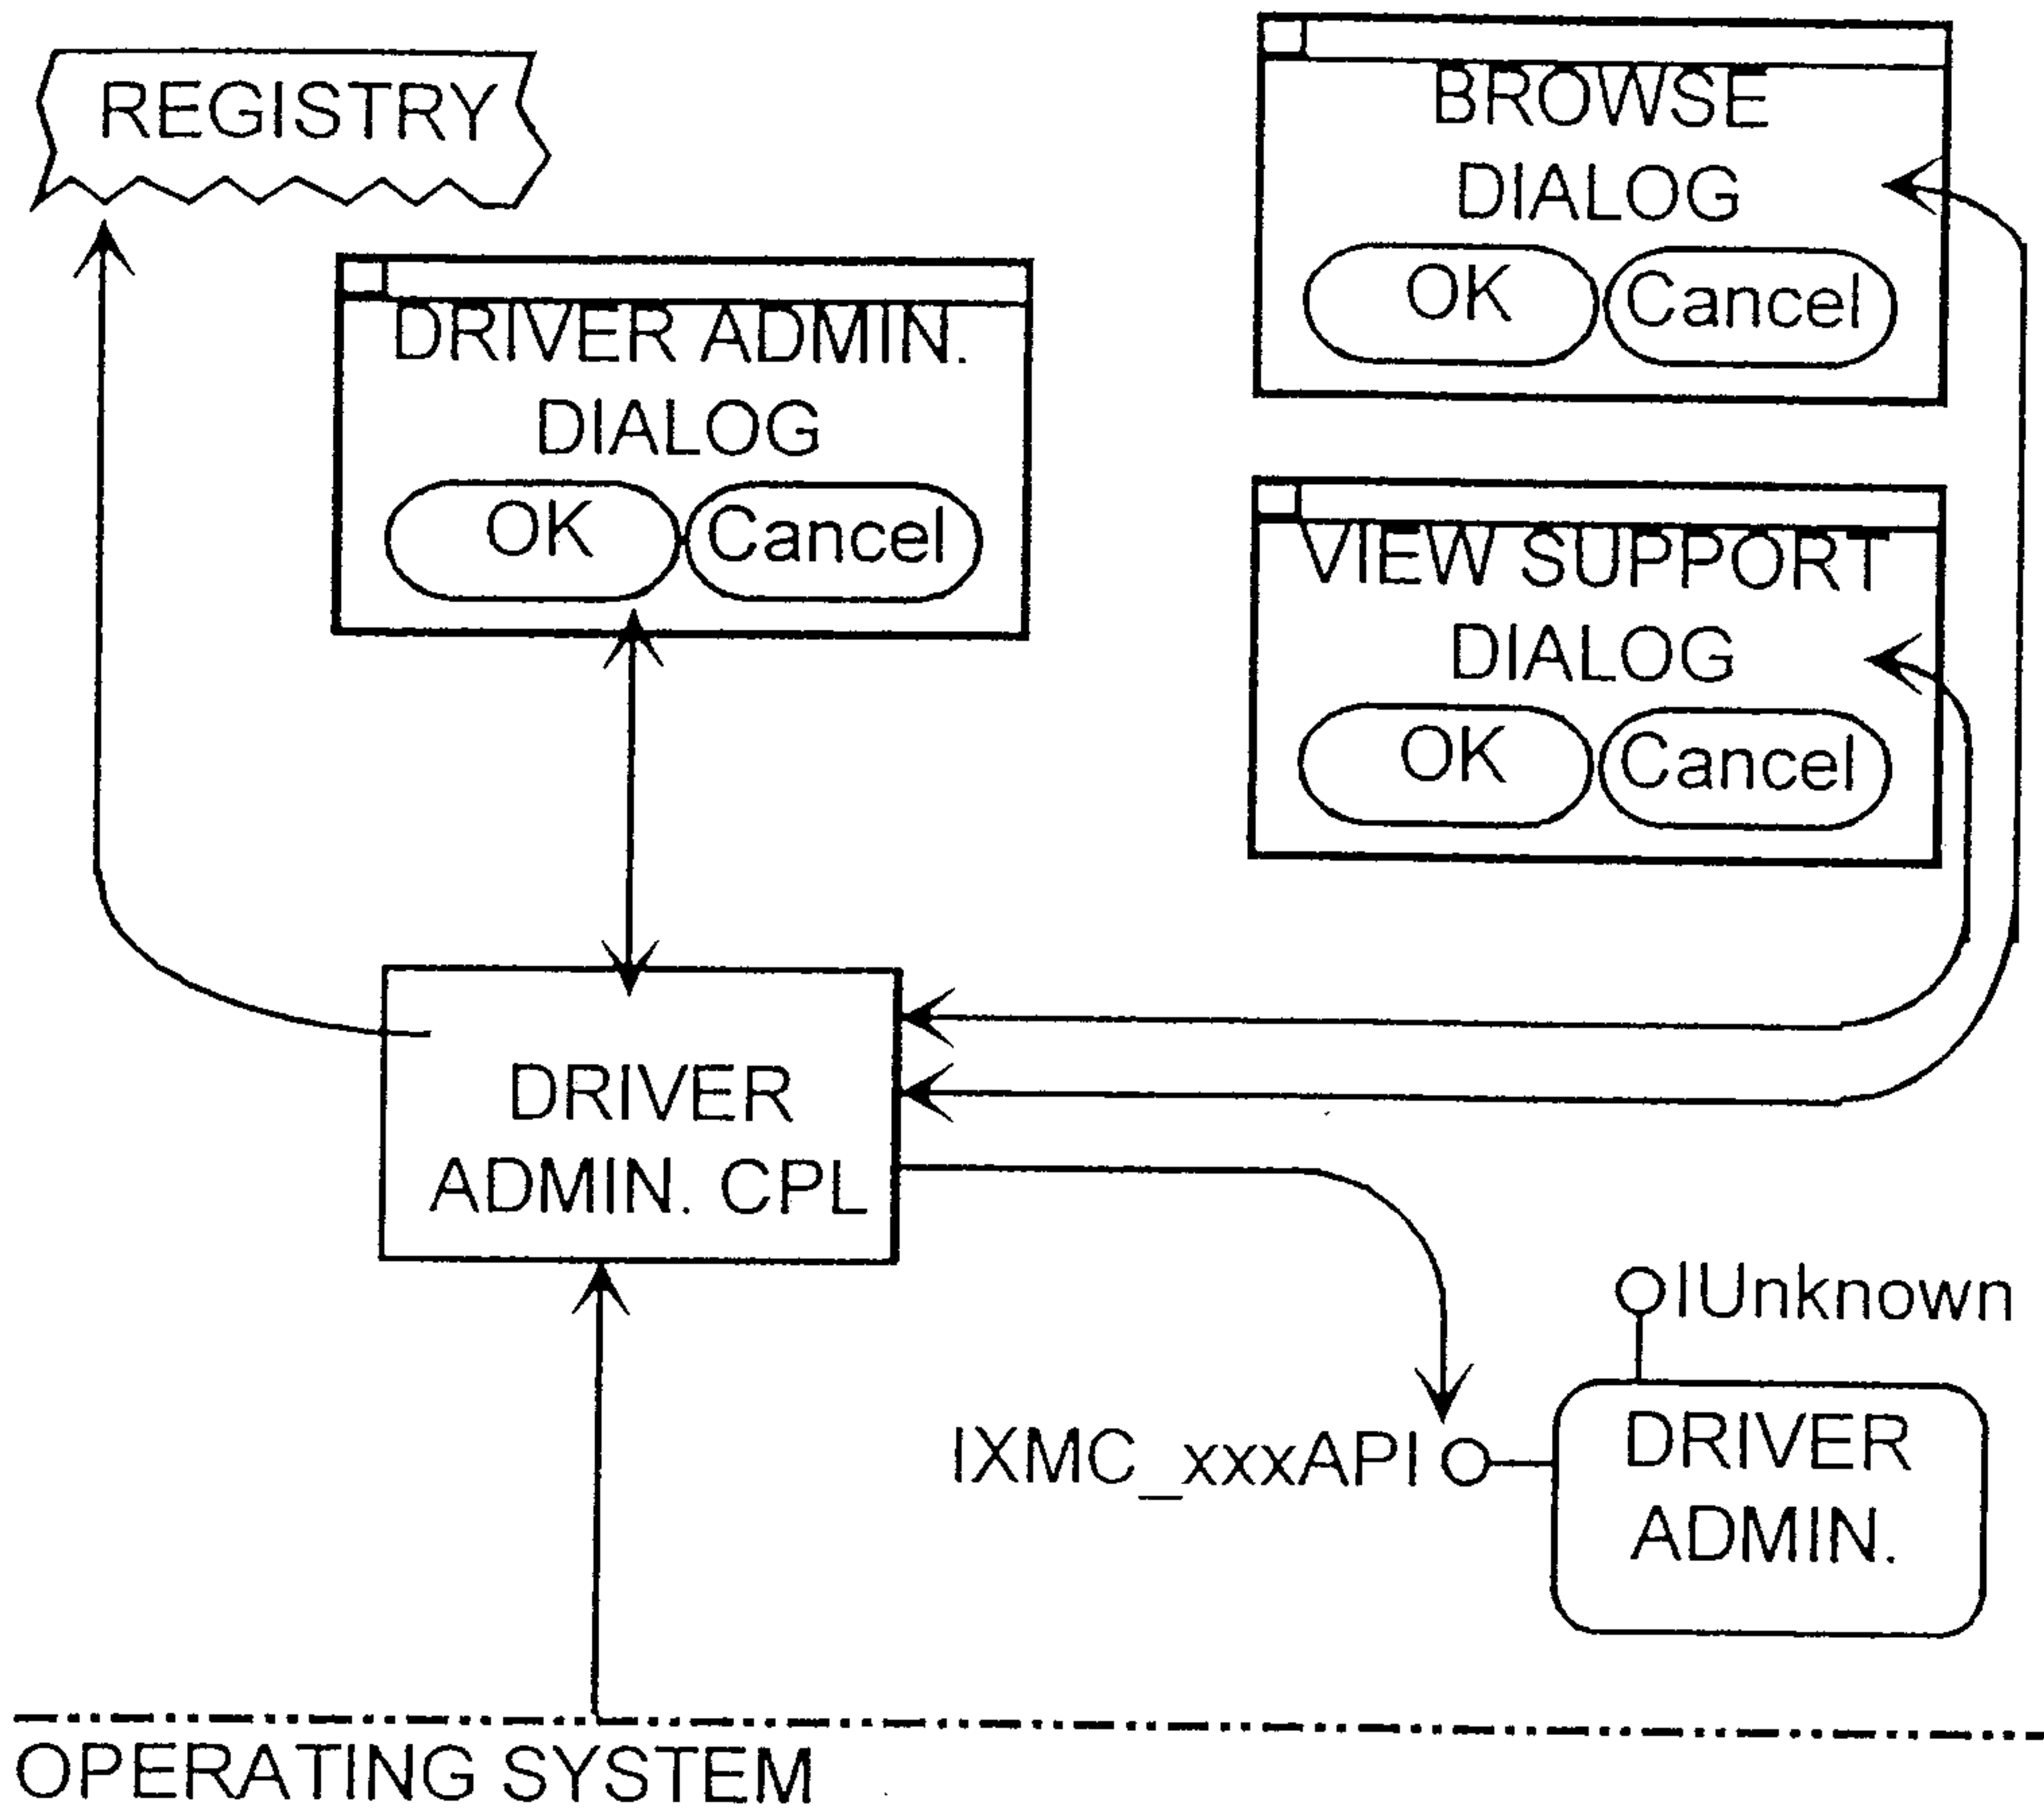 REGISTRY
BROWSE
DIALOG
OK Cancel
DRIVER ADMIN.
DIALOG
OK Cancel
VIEW SUPPORT
DIALOG
OK Cancel
DRIVER
ADMIN. CPL
IUnknown
IXMC_xxxAPI
DRIVER
ADMIN.
OPERATING SYSTEM